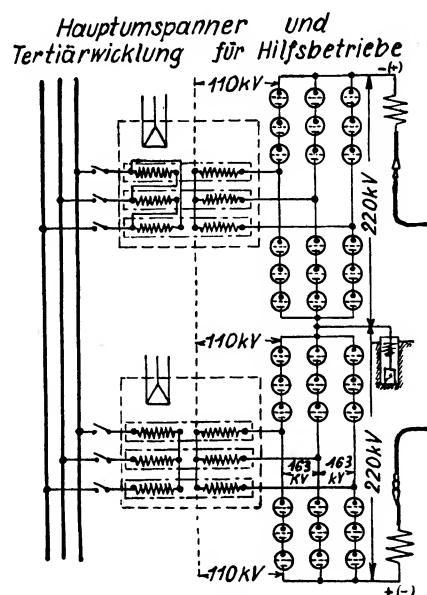 Hauptumspanner und
Tertiärwicklung für Hilfsbetriebe
110kV
-(+)
220kV
110kV
163 kV
163 kV
220kV
110kV
+(-)